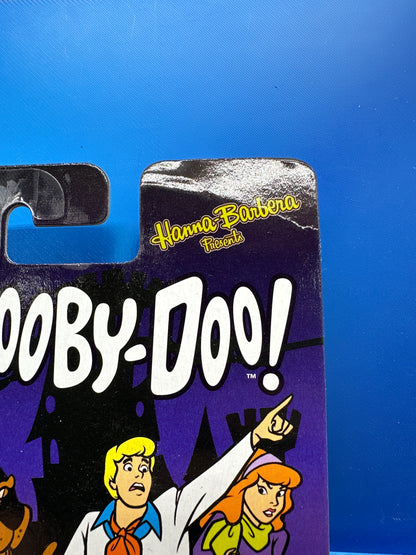 Hanna-Barbera
Presents
OOBY-DOO!
™